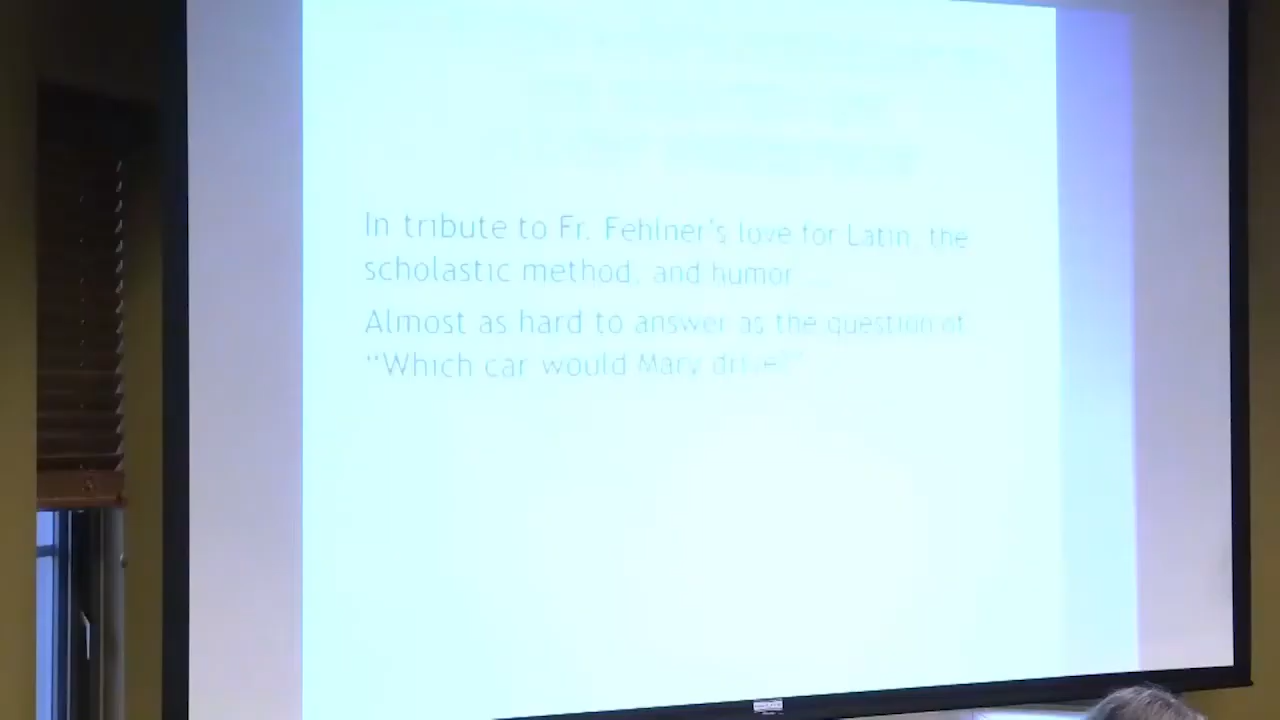 In tribute to Fr. Fehlner's love for Latin, the
scholastic method, and humor
Almost as hard to answer as the question of
"Which car would Mary drive?"